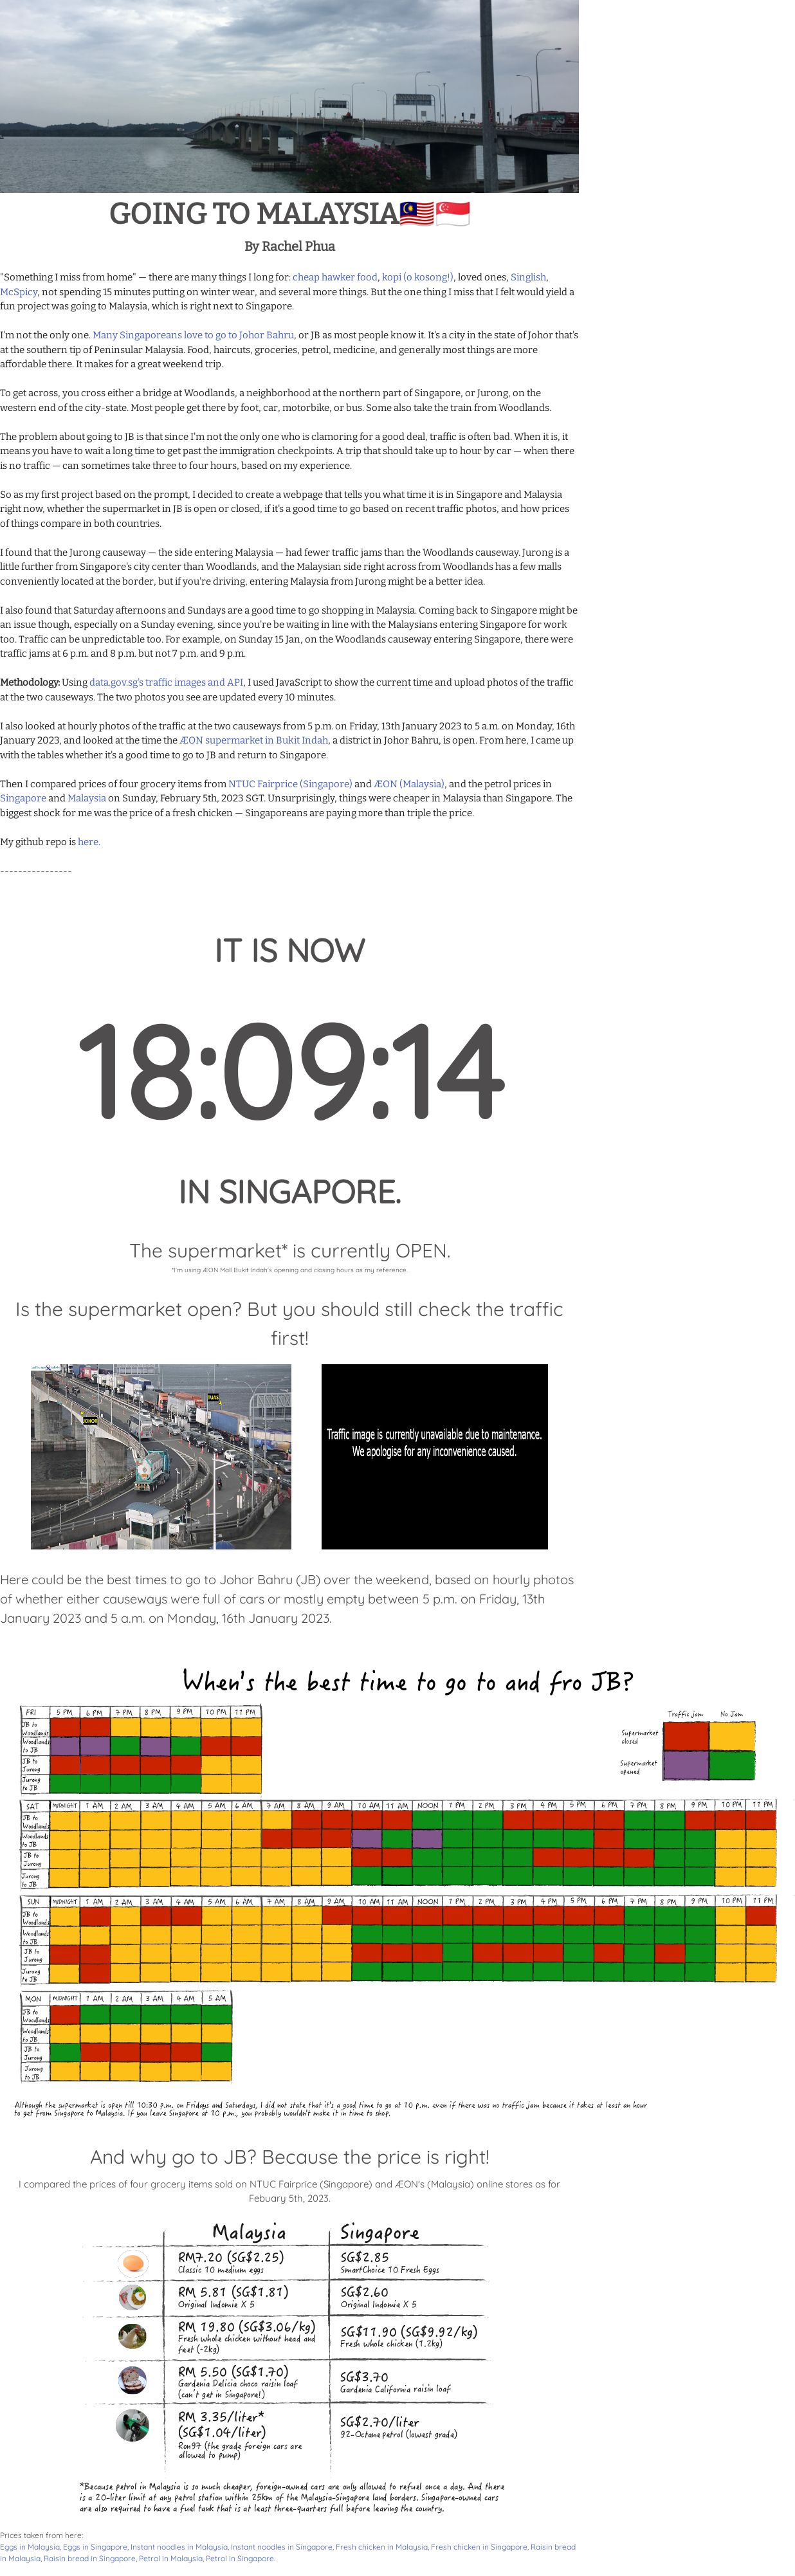 GOING TO MALAYSIA🇲🇾🇸🇬
By Rachel Phua
"Something I miss from home" — there are many things I long for: cheap hawker food, kopi (o kosong!), loved ones, Singlish,
McSpicy, not spending 15 minutes putting on winter wear, and several more things. But the one thing I miss that I felt would yield a
fun project was going to Malaysia, which is right next to Singapore.
I'm not the only one. Many Singaporeans love to go to Johor Bahru, or JB as most people know it. It's a city in the state of Johor that's
at the southern tip of Peninsular Malaysia. Food, haircuts, groceries, petrol, medicine, and generally most things are more
affordable there. It makes for a great weekend trip.
To get across, you cross either a bridge at Woodlands, a neighborhood at the northern part of Singapore, or Jurong, on the
western end of the city-state. Most people get there by foot, car, motorbike, or bus. Some also take the train from Woodlands.
The problem about going to JB is that since I'm not the only one who is clamoring for a good deal, traffic is often bad. When it is, it
means you have to wait a long time to get past the immigration checkpoints. A trip that should take up to hour by car — when there
is no traffic — can sometimes take three to four hours, based on my experience.
So as my first project based on the prompt, I decided to create a webpage that tells you what time it is in Singapore and Malaysia
right now, whether the supermarket in JB is open or closed, if it's a good time to go based on recent traffic photos, and how prices
of things compare in both countries.
I found that the Jurong causeway — the side entering Malaysia — had fewer traffic jams than the Woodlands causeway. Jurong is a
little further from Singapore's city center than Woodlands, and the Malaysian side right across from Woodlands has a few malls
conveniently located at the border, but if you're driving, entering Malaysia from Jurong might be a better idea.
I also found that Saturday afternoons and Sundays are a good time to go shopping in Malaysia. Coming back to Singapore might be
an issue though, especially on a Sunday evening, since you're be waiting in line with the Malaysians entering Singapore for work
too. Traffic can be unpredictable too. For example, on Sunday 15 Jan, on the Woodlands causeway entering Singapore, there were
traffic jams at 6 p.m. and 8 p.m. but not 7 p.m. and 9 p.m.
Methodology: Using data.gov.sg's traffic images and API, I used JavaScript to show the current time and upload photos of the traffic
at the two causeways. The two photos you see are updated every 10 minutes.
I also looked at hourly photos of the traffic at the two causeways from 5 p.m. on Friday, 13th January 2023 to 5 a.m. on Monday, 16th
January 2023, and looked at the time the ÆON supermarket in Bukit Indah, a district in Johor Bahru, is open. From here, I came up
with the tables whether it's a good time to go to JB and return to Singapore.
Then I compared prices of four grocery items from NTUC Fairprice (Singapore) and ÆON (Malaysia), and the petrol prices in
Singapore and Malaysia on Sunday, February 5th, 2023 SGT. Unsurprisingly, things were cheaper in Malaysia than Singapore. The
biggest shock for me was the price of a fresh chicken — Singaporeans are paying more than triple the price.
My github repo is here.
----------------
IT IS NOW
18:09:14
IN SINGAPORE.
The supermarket* is currently OPEN.
*I'm using ÆON Mall Bukit Indah's opening and closing hours as my reference.
Is the supermarket open? But you should still check the traffic
first!
JOHOR
TUAS
Traffic image is currently unavailable due to maintenance.
We apologise for any inconvenience caused.
Here could be the best times to go to Johor Bahru (JB) over the weekend, based on hourly photos
of whether either causeways were full of cars or mostly empty between 5 p.m. on Friday, 13th
January 2023 and 5 a.m. on Monday, 16th January 2023.
When's the best time to go to and fro JB?
Traffic jam No Jam
Supermarket
closed
Supermarket
opened
FRI 5 PM 6 PM 7 PM 8 PM 9 PM 10 PM 11 PM
JB to
Woodlands
Woodlands
to JB
JB to
Jurong
Jurong
to JB
SAT MIDNIGHT 1 AM 2 AM 3 AM 4 AM 5 AM 6 AM 7 AM 8 AM 9 AM 10 AM 11 AM NOON 1 PM 2 PM 3 PM 4 PM 5 PM 6 PM 7 PM 8 PM 9 PM 10 PM 11 PM
JB to
Woodlands
Woodlands
to JB
JB to
Jurong
Jurong
to JB
SUN MIDNIGHT 1 AM 2 AM 3 AM 4 AM 5 AM 6 AM 7 AM 8 AM 9 AM 10 AM 11 AM NOON 1 PM 2 PM 3 PM 4 PM 5 PM 6 PM 7 PM 8 PM 9 PM 10 PM 11 PM
JB to
Woodlands
Woodlands
to JB
JB to
Jurong
Jurong
to JB
MON MIDNIGHT 1 AM 2 AM 3 AM 4 AM 5 AM
JB to
Woodlands
Woodlands
to JB
JB to
Jurong
Jurong
to JB
Although the supermarket is open till 10:30 p.m. on Fridays and Saturdays, I did not state that it's a good time to go at 10 p.m. even if there was no traffic jam because it takes at least an hour
to get from Singapore to Malaysia. If you leave Singapore at 10 p.m., you probably wouldn't make it in time to shop.
And why go to JB? Because the price is right!
I compared the prices of four grocery items sold on NTUC Fairprice (Singapore) and ÆON's (Malaysia) online stores as for
Febuary 5th, 2023.
Malaysia Singapore
RM7.20 (SG$2.25)
Classic 10 medium eggs
SG$2.85
SmartChoice 10 Fresh Eggs
RM 5.81 (SG$1.81)
Original Indomie X 5
SG$2.60
Original Indomie X 5
RM 19.80 (SG$3.06/kg)
Fresh whole chicken without head and
feet (~2kg)
SG$11.90 (SG$9.92/kg)
Fresh whole chicken (1.2kg)
RM 5.50 (SG$1.70)
Gardenia Delicia choco raisin loaf
(can't get in Singapore!)
SG$3.70
Gardenia California raisin loaf
RM 3.35/liter*
(SG$1.04/liter)
Ron97 (the grade foreign cars are
allowed to pump)
SG$2.70/liter
92-Octane petrol (lowest grade)
*Because petrol in Malaysia is so much cheaper, foreign-owned cars are only allowed to refuel once a day. And there
is a 20-liter limit at any petrol station within 25km of the Malaysia-Singapore land borders. Singapore-owned cars
are also required to have a fuel tank that is at least three-quarters full before leaving the country.
Prices taken from here:
Eggs in Malaysia, Eggs in Singapore, Instant noodles in Malaysia, Instant noodles in Singapore, Fresh chicken in Malaysia, Fresh chicken in Singapore, Raisin bread
in Malaysia, Raisin bread in Singapore, Petrol in Malaysia, Petrol in Singapore.